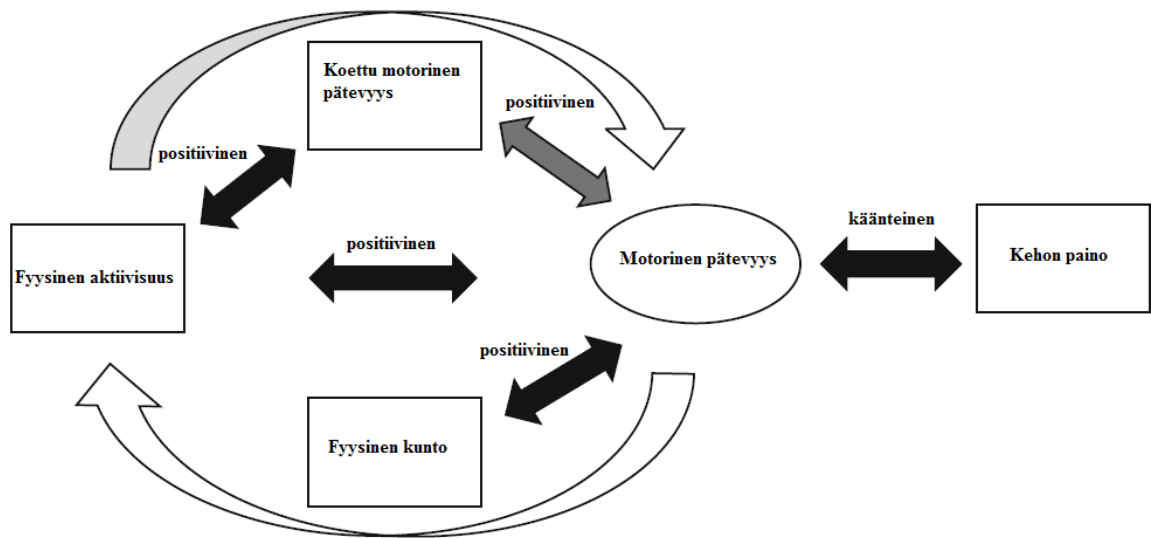 Koettu motorinen
pätevyys
positiivinen
positiivinen
käänteinen
positiivinen
Fyysinen aktiivisuus
Motorinen pätevyys
Kehon paino
positiivinen
Fyysinen kunto